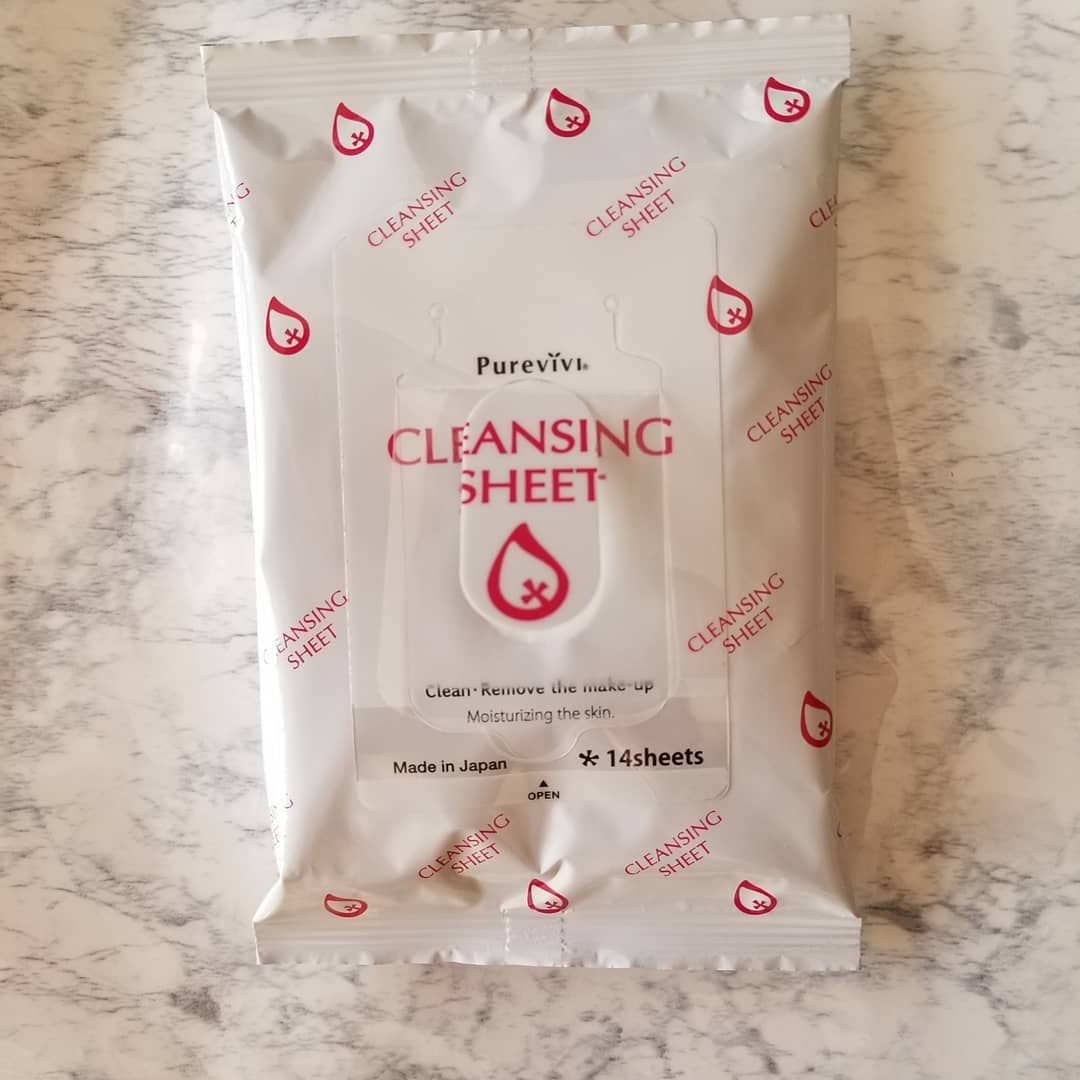 CLEANSING
SHEET
CLEANSING
SHEET
Purevivi®
CLEANSING
SHEET
CLEANSING
SHEET
CLEANSING
SHEET
CLEANSING
SHEET
Clean・Remove the make-up
Moisturizing the skin.
Made in Japan
* 14sheets
OPEN
CLEANSING
SHEET
CLEANSING
SHEET